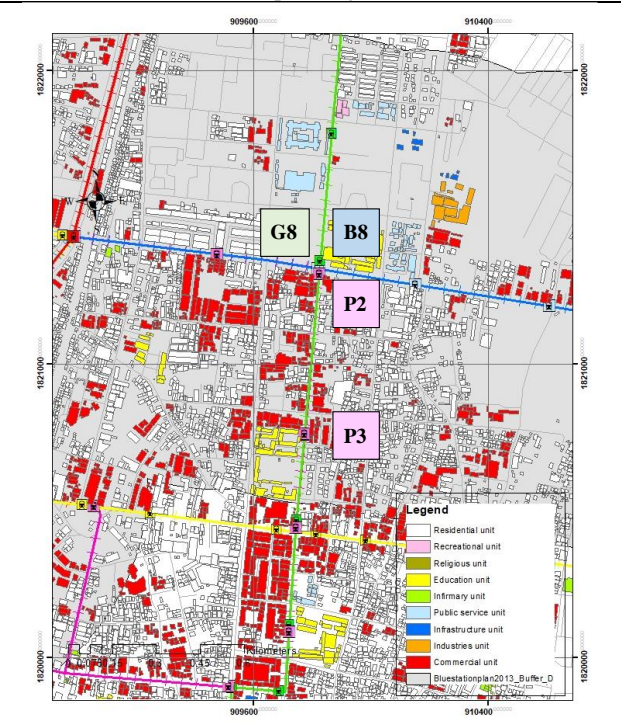 909600 910400
1822000 1822000
W
G8 B8
P2
1821000 1821000
P3
Legend
Residential unit
Recreational unit
Religious unit
Education unit
Infirmary unit
Public service unit
Infrastructure unit
Industries unit
Commercial unit
Bluestationplan2013_Buffer_D
Kilometers
1820000 1820000
909600 910400